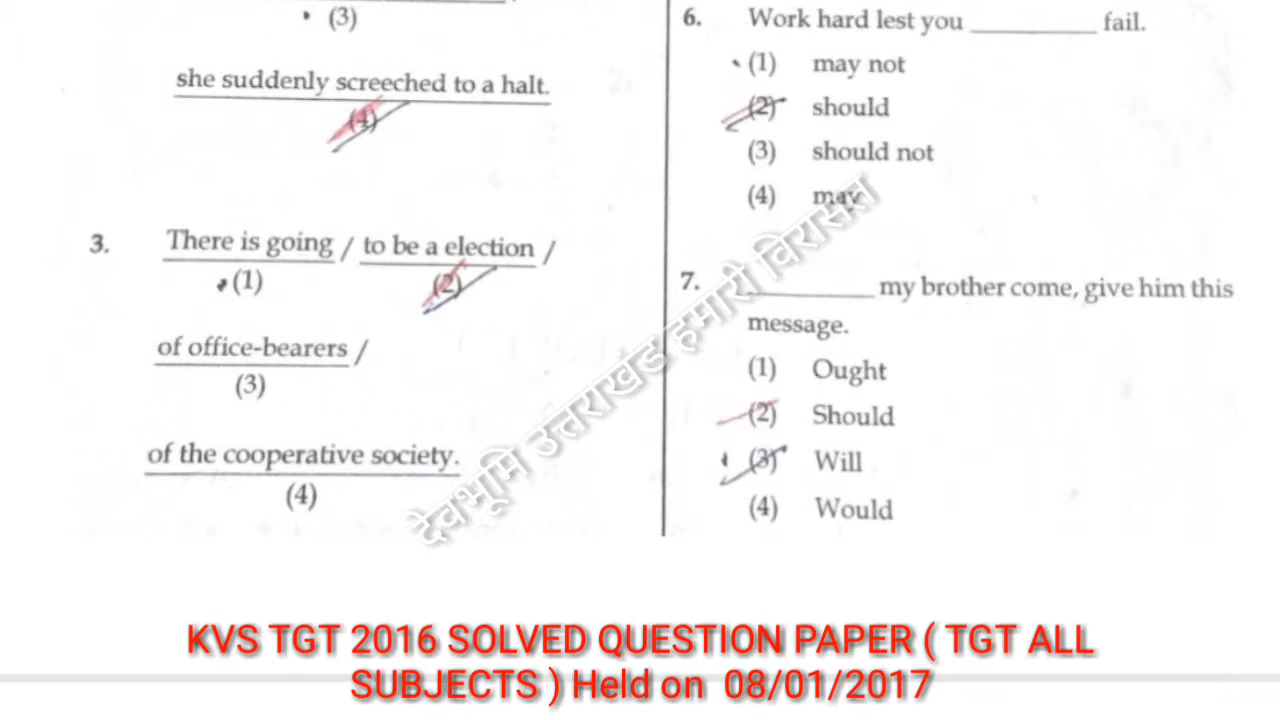 (3)
she suddenly screeched to a halt.
(4)
3. There is going / to be a election /
(1) (2)
of office-bearers /
(3)
of the cooperative society.
(4)
6. Work hard lest you ________ fail.
(1) may not
(2) should
(3) should not
(4) may
7. ________ my brother come, give him this
message.
(1) Ought
(2) Should
(3) Will
(4) Would
देवभूमि उत्तराखंड हमारी विरासत
KVS TGT 2016 SOLVED QUESTION PAPER ( TGT ALL
SUBJECTS ) Held on 08/01/2017